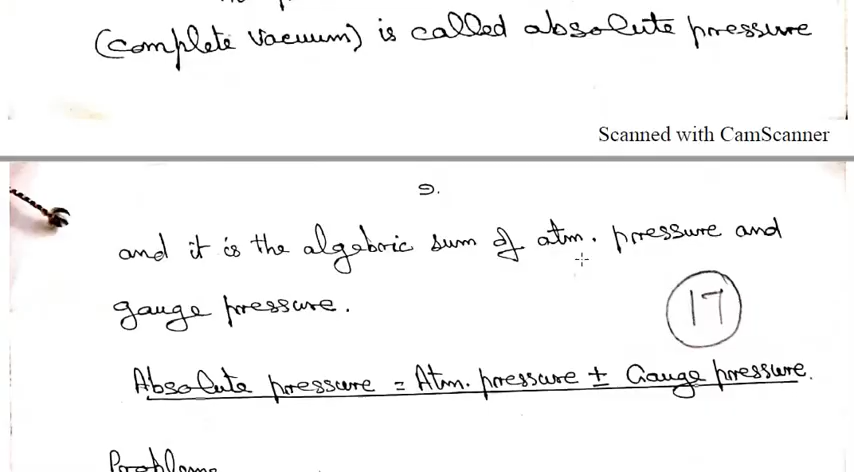 (complete vacuum) is called absolute pressure
Scanned with CamScanner
9.
and it is the algebric sum of atm. pressure and
gauge pressure.
17
Absolute pressure = Atm. pressure ± Gauge pressure.
Problems